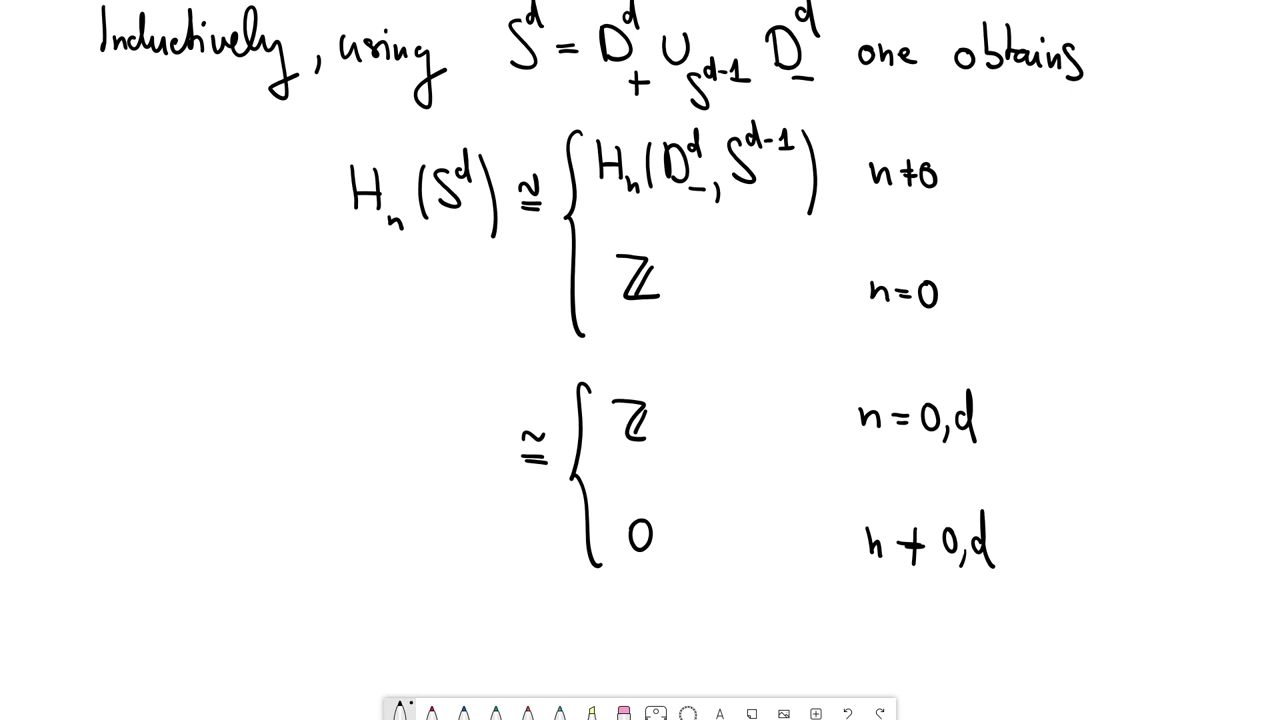 Inductively, using S^d = D^d_+ ∪_{S^{d-1}} D^d_- one obtains
H_n(S^d) ≅ { H_n(D^d_-, S^{d-1}) n≠0
ℤ n=0
≅ { ℤ n=0,d
0 n≠0,d
A